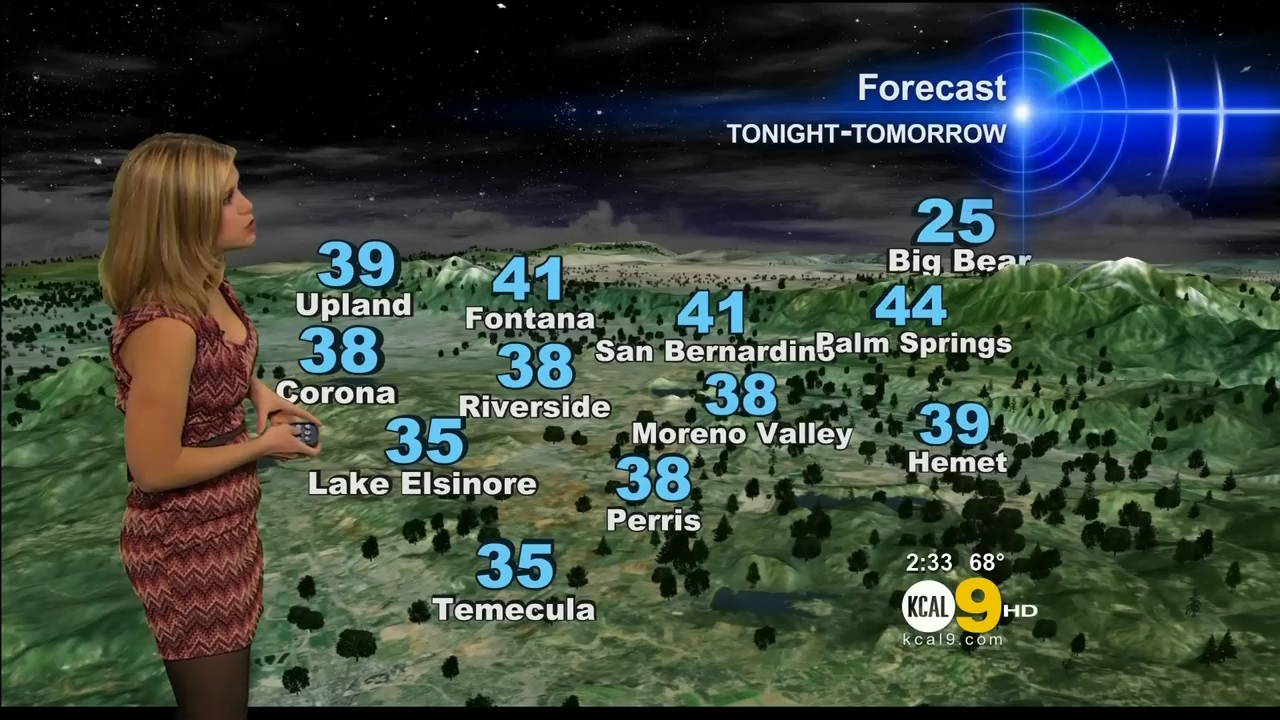 Forecast
TONIGHT-TOMORROW
25
Big Bear
39
Upland
41
Fontana
41
San Bernardino
44
Palm Springs
38
Corona
38
Riverside
38
Moreno Valley
39
Hemet
35
Lake Elsinore
38
Perris
35
Temecula
2:33 68°
KCAL 9 HD
kcal9.com